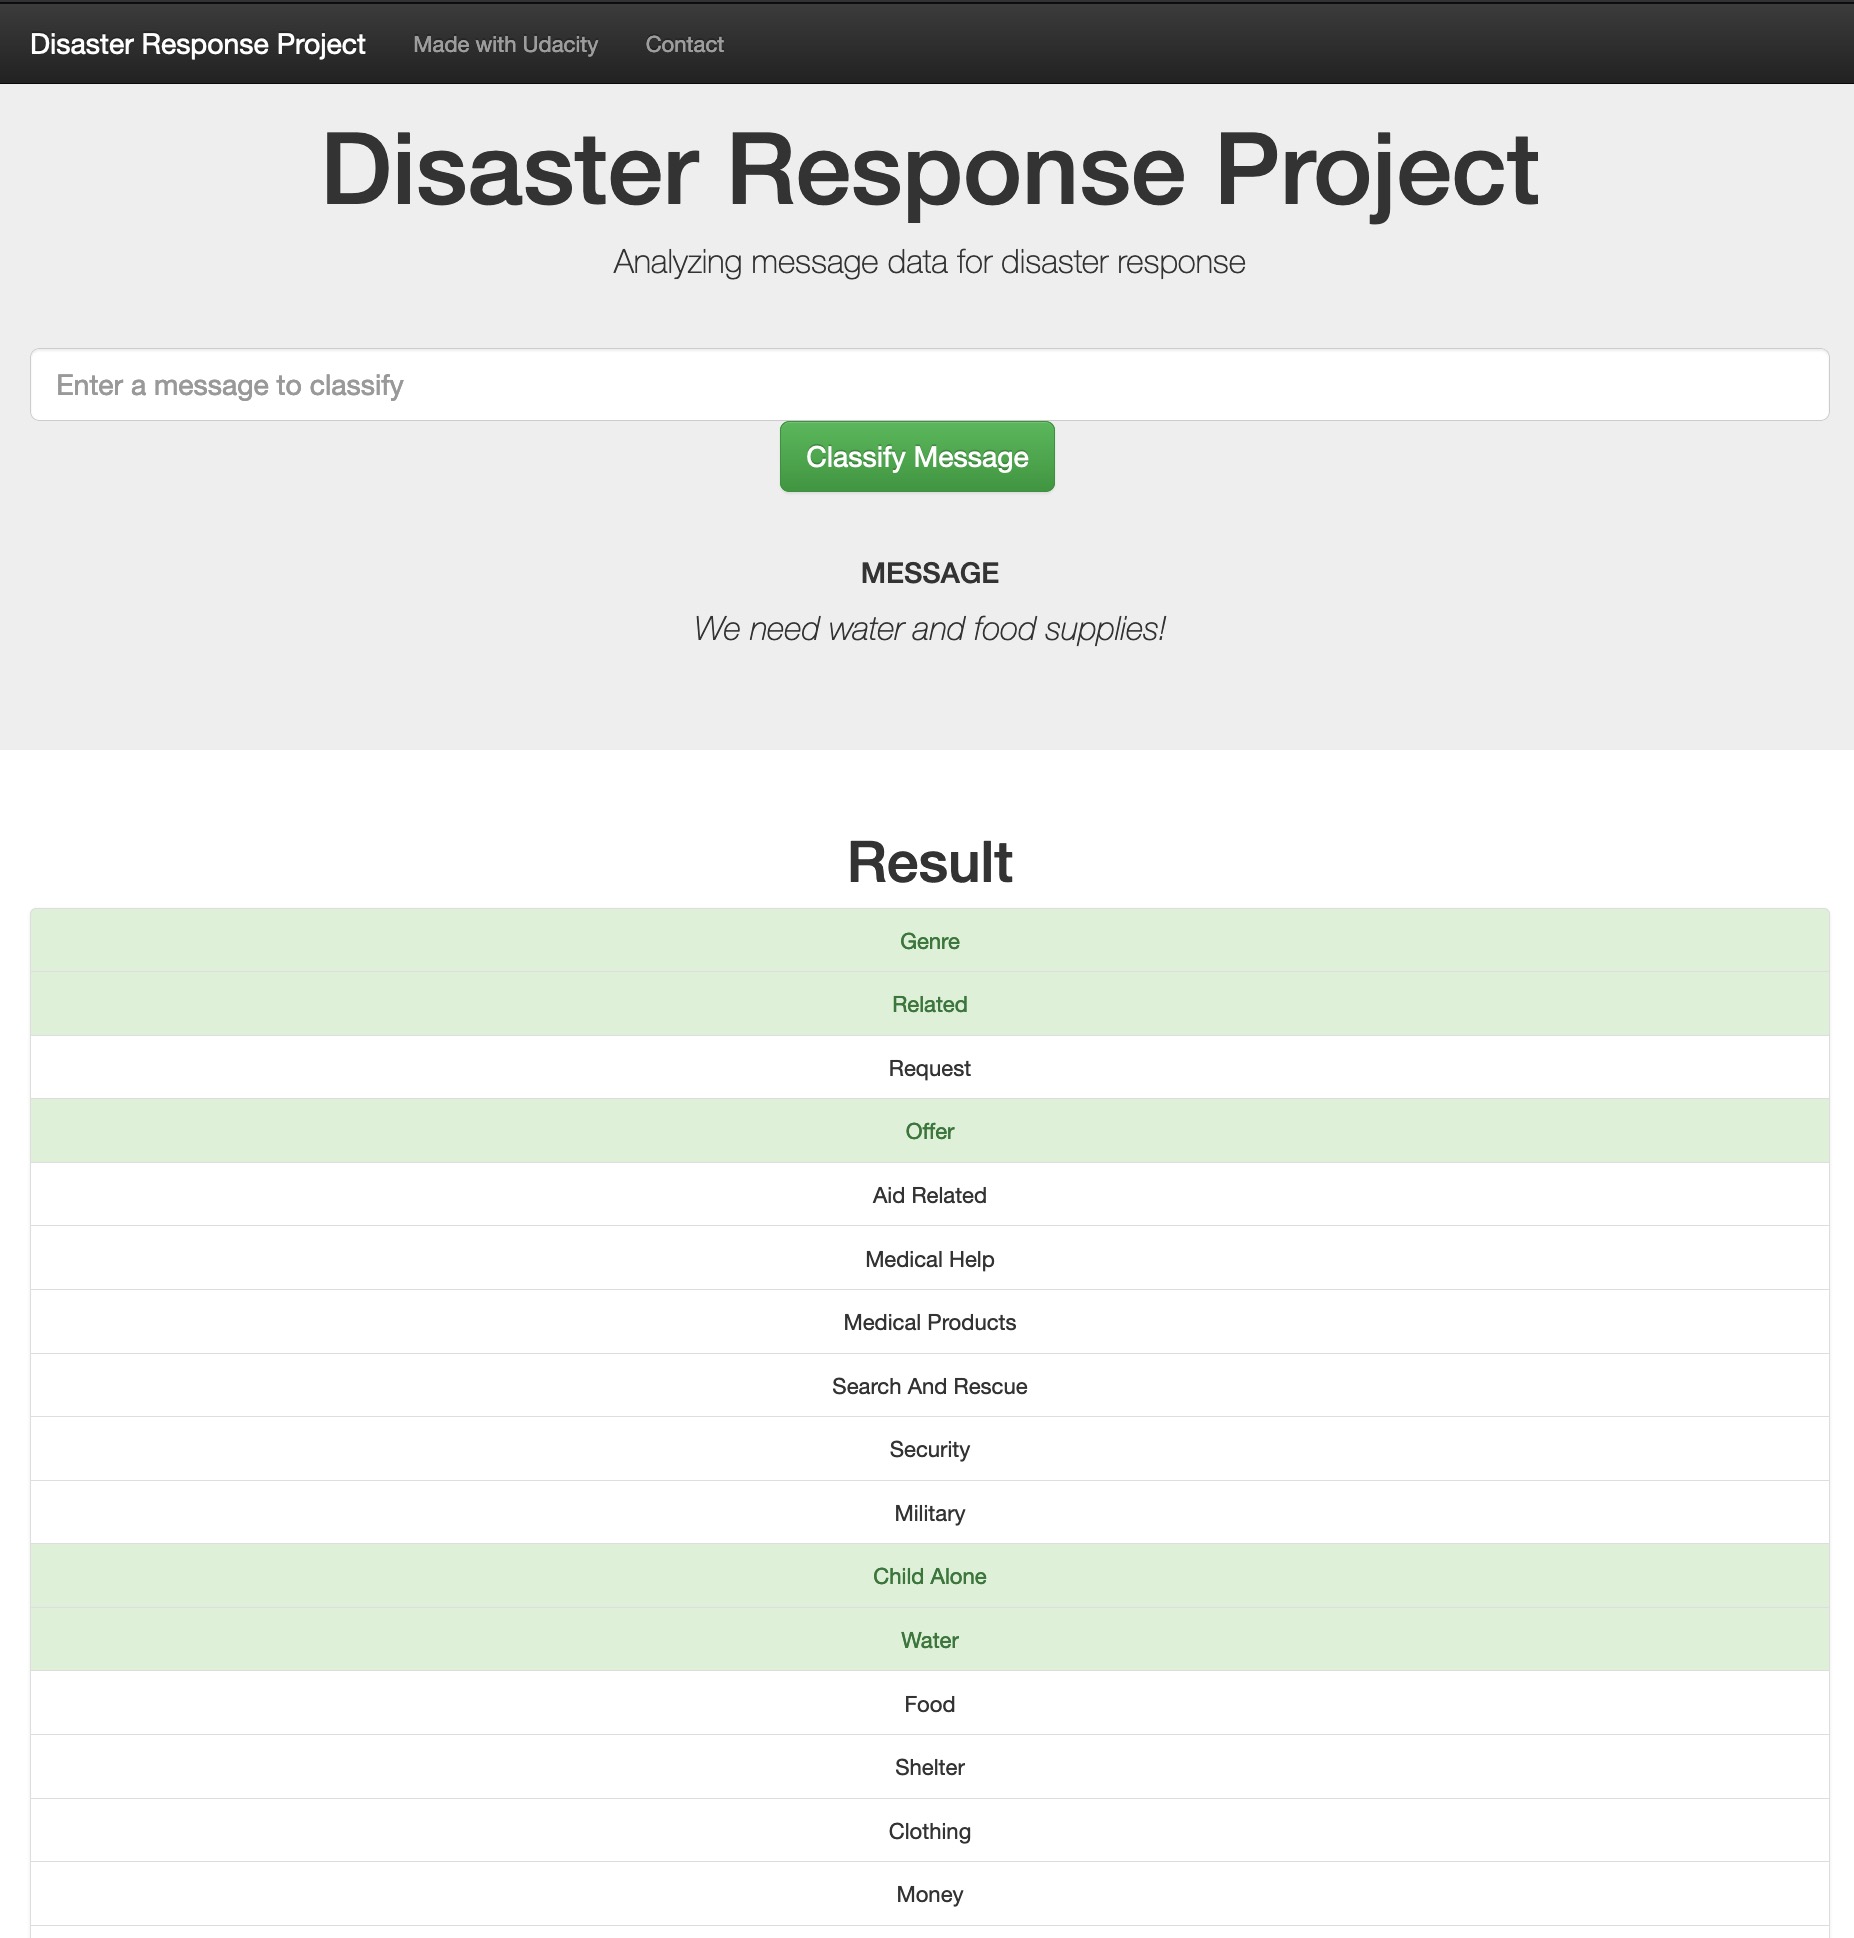 Disaster Response Project Made with Udacity Contact
Disaster Response Project
Analyzing message data for disaster response
Enter a message to classify
Classify Message
MESSAGE
We need water and food supplies!
Result
Genre
Related
Request
Offer
Aid Related
Medical Help
Medical Products
Search And Rescue
Security
Military
Child Alone
Water
Food
Shelter
Clothing
Money